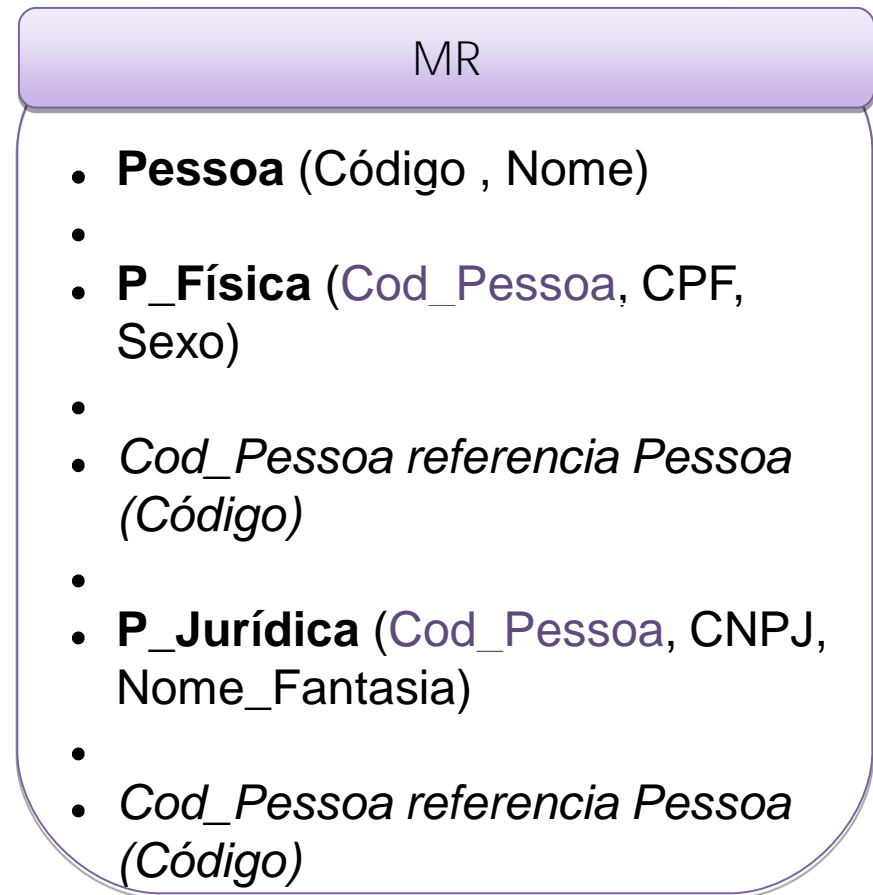 MR
• Pessoa (Código , Nome)
•
• P_Física (Cod_Pessoa, CPF,
Sexo)
•
• Cod_Pessoa referencia Pessoa
(Código)
•
• P_Jurídica (Cod_Pessoa, CNPJ,
Nome_Fantasia)
•
• Cod_Pessoa referencia Pessoa
(Código)